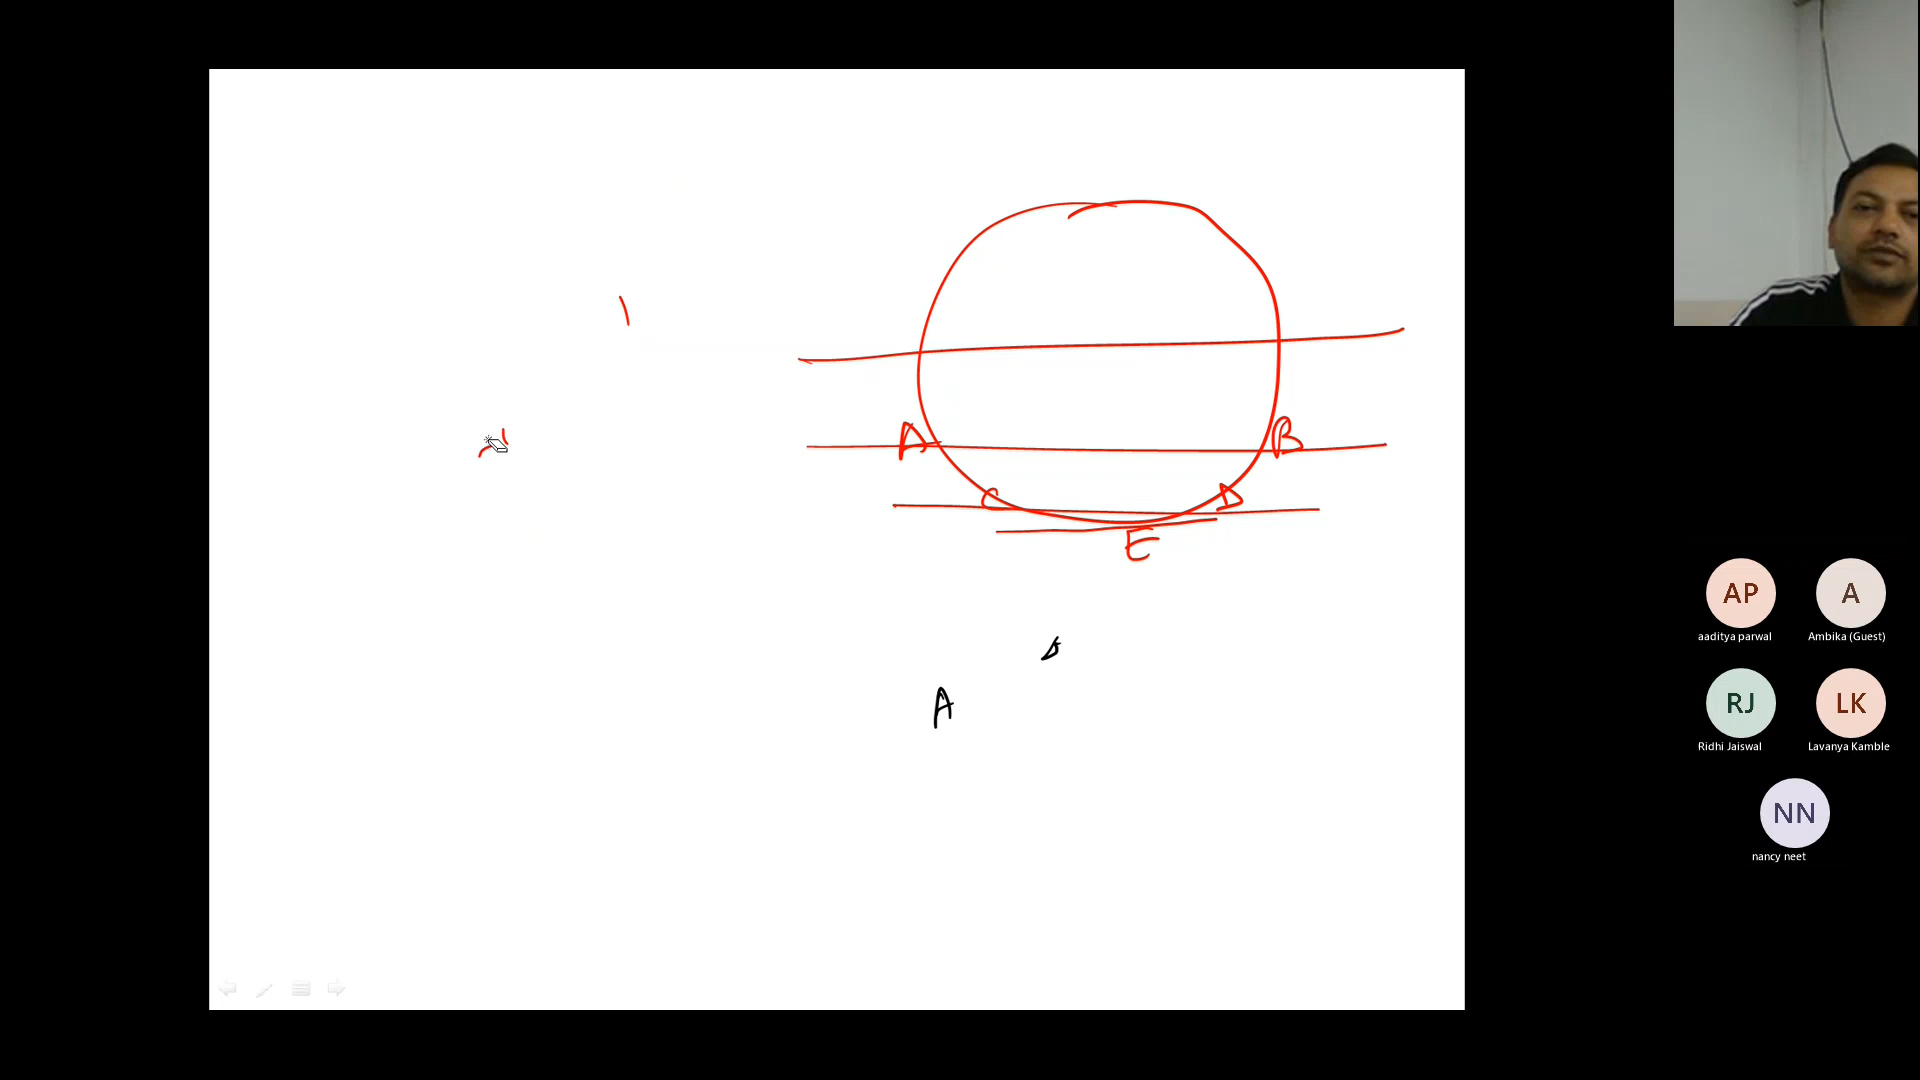 A B
C D
E
A
AP A
aaditya parwal Ambika (Guest)
RJ LK
Ridhi Jaiswal Lavanya Kamble
NN
nancy neet